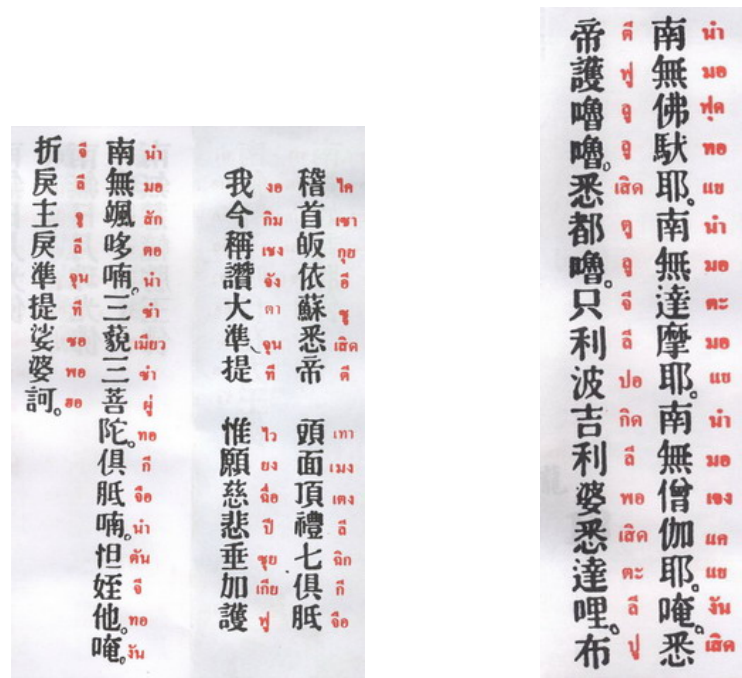 稽首皈依蘇悉帝 頭面頂禮七俱胝
ไค เซา กุย อี ซู เสิด ตี เทา เมง เตง ลี ฉิก กี จือ
我今稱讚大準提 惟願慈悲垂加護
งอ กิม เชง จัง ตา จุน ที ไว ยง ฉื่อ ปี ซุย เกีย ฟู
南無颯哆喃。三藐三菩陀。俱胝喃。怛姪他。唵。
นำ มอ สัก ตอ นำ ซำ เมียว ซำ ผู่ ทอ กี จือ นำ ตัน จี ทอ งัน
折戾主戾準提娑婆訶。
จี ลี จู ลี จุน ที ซอ พอ ฮอ
南無佛馱耶。南無達摩耶。南無僧伽耶。唵。悉
นำ มอ ฟุด ทอ แย นำ มอ ตะ มอ แย นำ มอ เจง แค แย งัน เสิด
帝護嚕嚕。悉都嚕。只利波吉利婆悉達哩。布
ตี ฟู ลู ลู เสิด ตู ลู จี ลี ปอ กิด ลี พอ เสิด ตะ ลี ปู